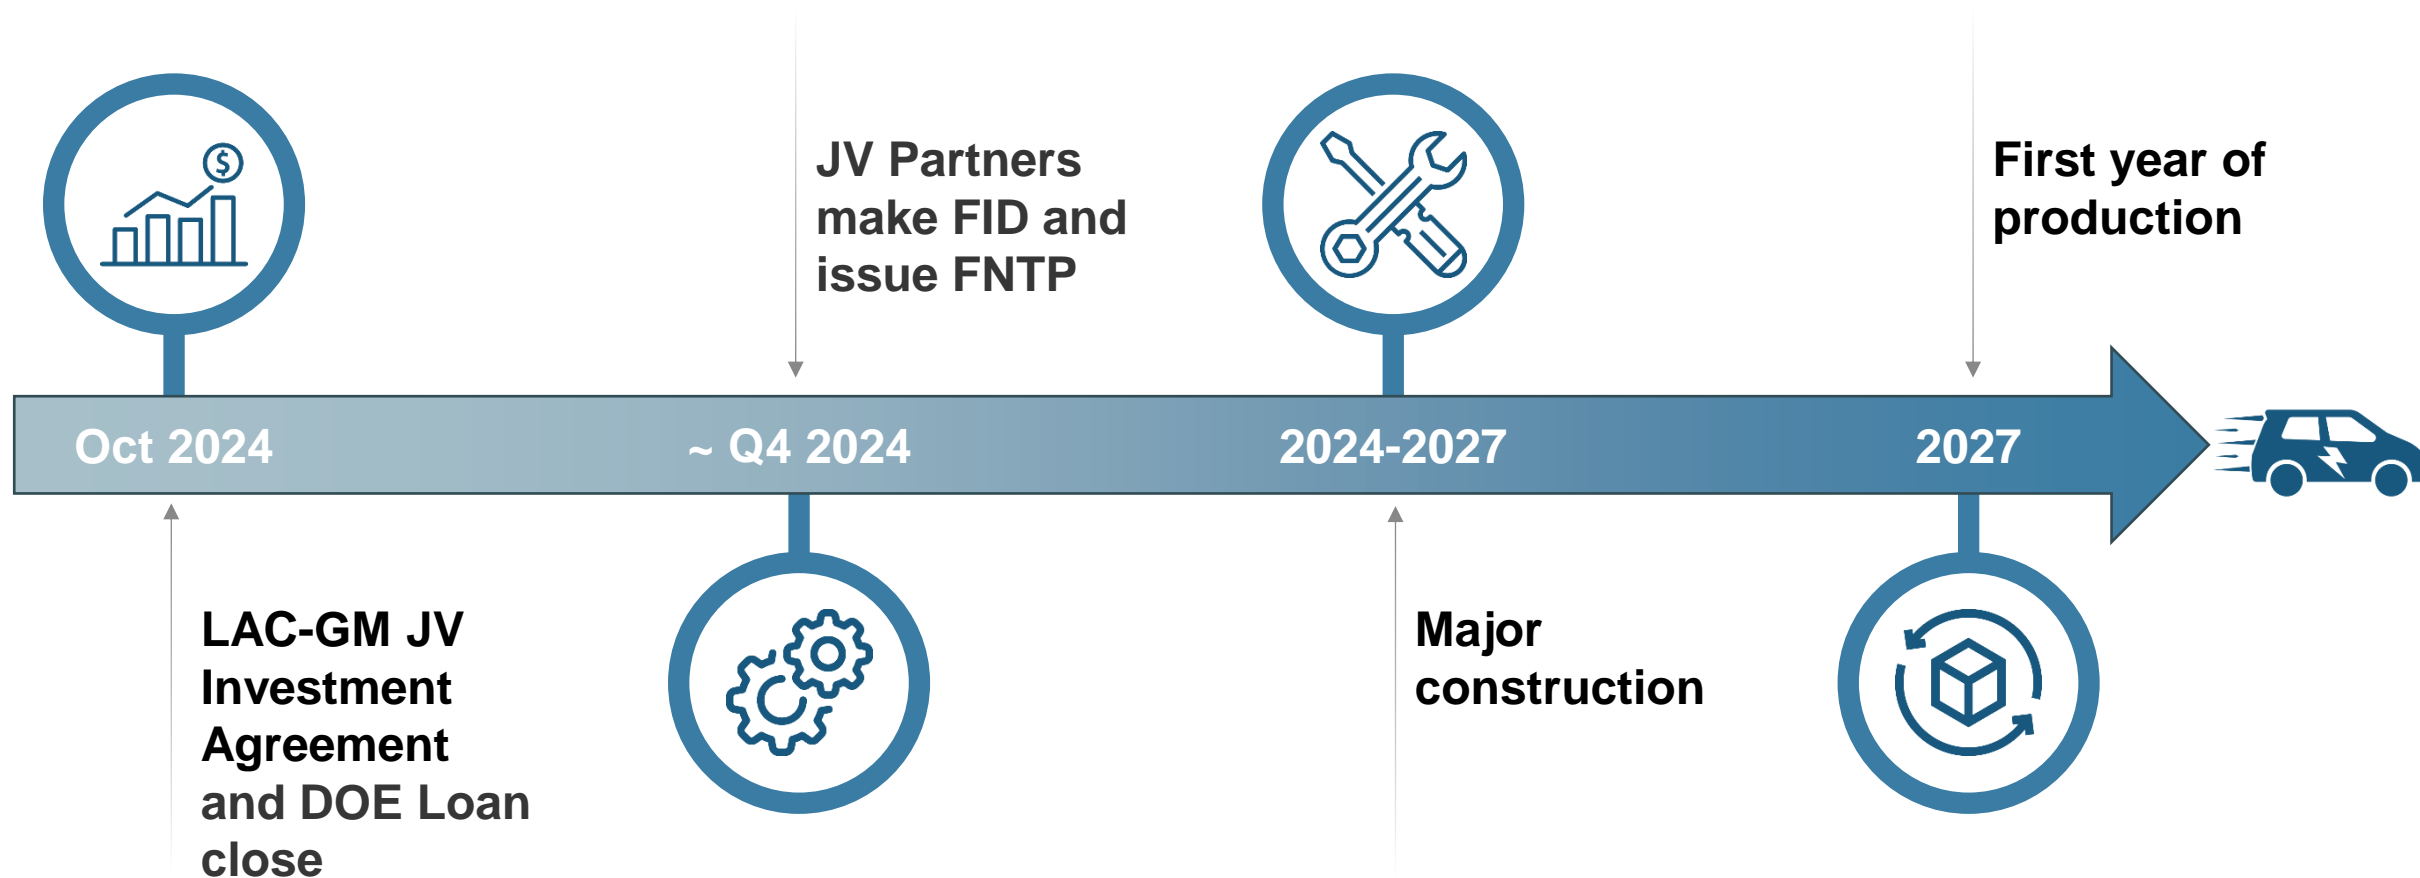 $
JV Partners
make FID and
issue FNTP
First year of
production
Oct 2024
~ Q4 2024
2024-2027
2027
LAC-GM JV
Investment
Agreement
and DOE Loan
close
Major
construction